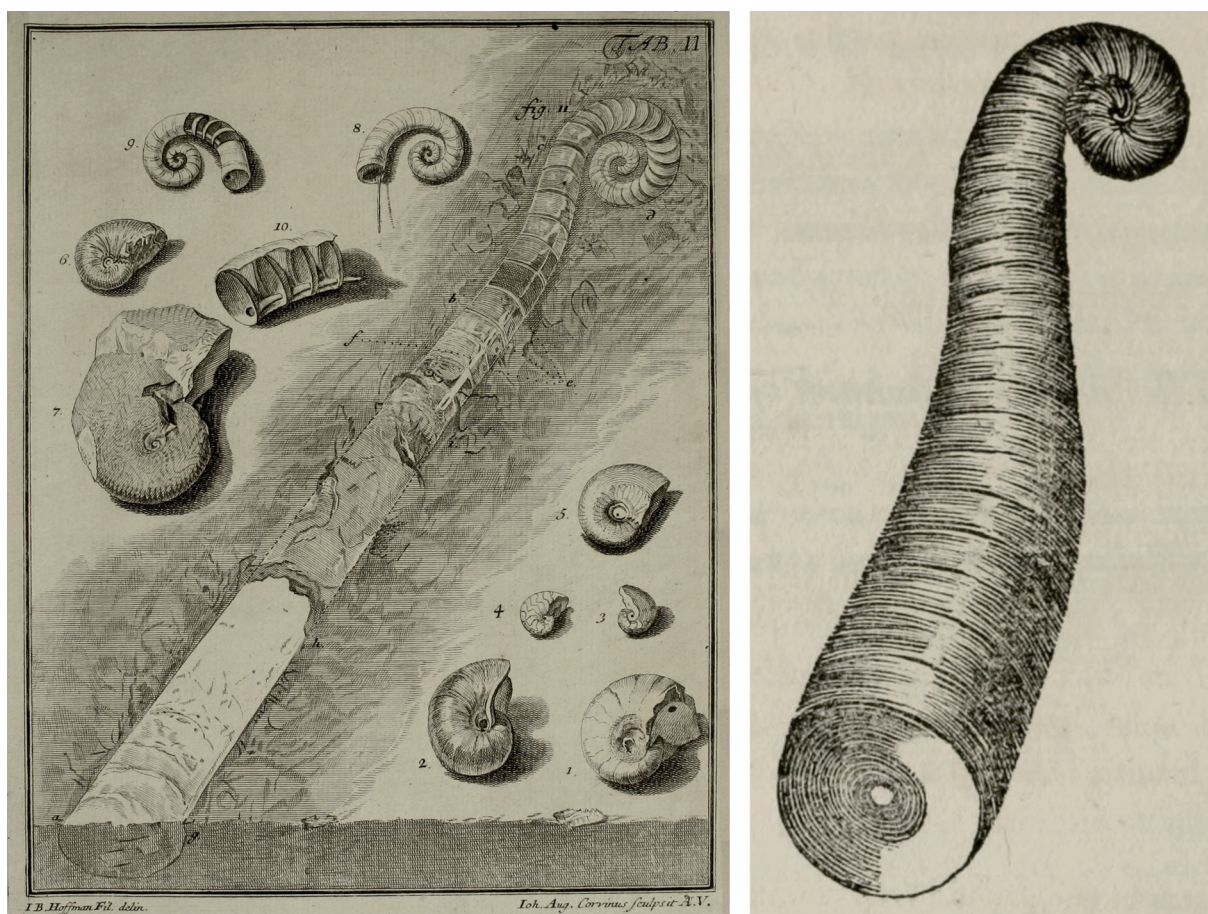 TAB. 11
fig. 11
9.
8.
c
d
6.
10.
b
f
e.
7.
i
5.
4
3
h.
2.
1.
a
g
I B. Hoffman Fil. delin.
Ioh. Aug. Corvinus sculpsit A.V.